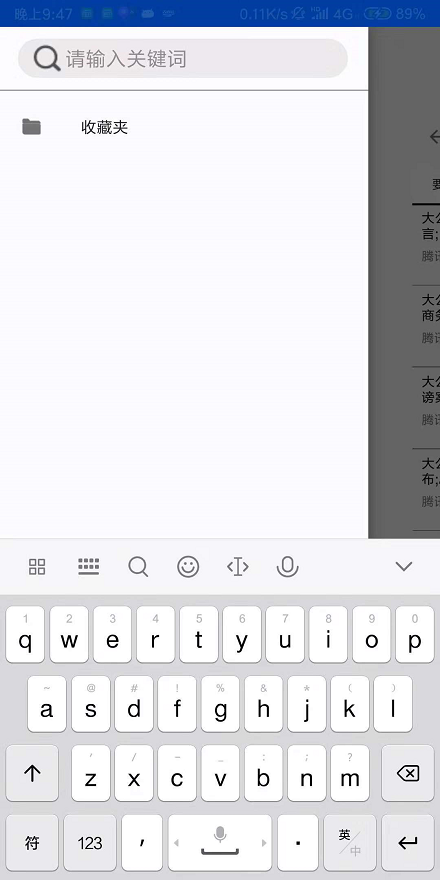 晚上9:47 0.11K/s 4G 89%
请输入关键词
收藏夹
要
大公
言;
腾讯
大公
商务
腾讯
大公
谤案
腾讯
大公
布;
腾讯
1 2 3 4 5 6 7 8 9 0
q w e r t y u i o p
~ @ # ! % & * ( )
a s d f g h j k l
' / - _ : ; ?
z x c v b n m
符 123 , . 英/中